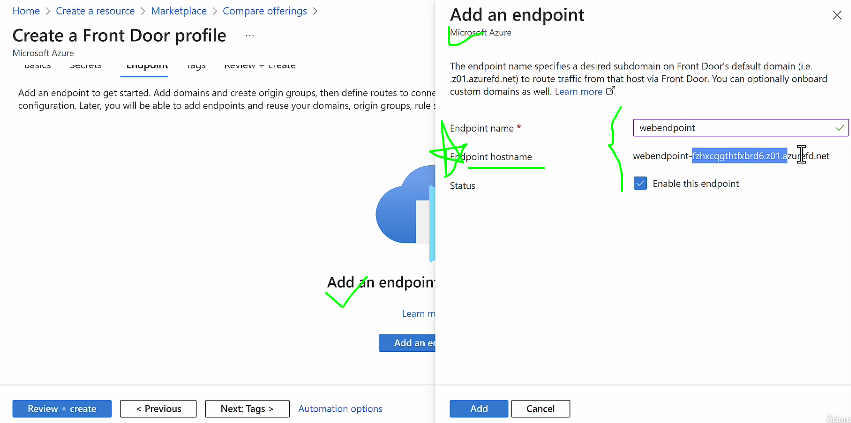 Home > Create a resource > Marketplace > Compare offerings >
Create a Front Door profile ...
Microsoft Azure
Basics Secrets Endpoint Tags Review + create
Add an endpoint to get started. Add domains and create origin groups, then define routes to conne
configuration. Later, you will be able to add endpoints and reuse your domains, origin groups, rule s
Add an endpoint
Learn m
Add an en
Review + create
< Previous
Next: Tags >
Automation options
Add an endpoint
Microsoft Azure
The endpoint name specifies a desired subdomain on Front Door's default domain (i.e.
.z01.azurefd.net) to route traffic from that host via Front Door. You can optionally onboard
custom domains as well. Learn more
Endpoint name *
webendpoint
Endpoint hostname
webendpoint-fzhxcqgthtfxbrd6.z01.azurefd.net
Status
Enable this endpoint
Add
Cancel